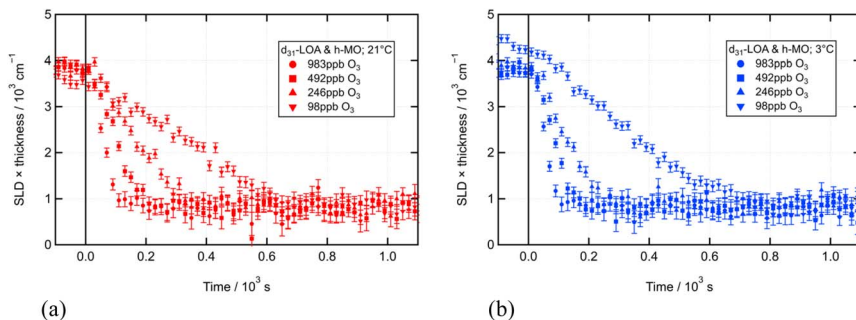 5
4
3
2
1
0
SLD × thickness / 10³ cm⁻¹
d₃₁-LOA & h-MO; 21°C
983ppb O₃
492ppb O₃
246ppb O₃
98ppb O₃
0.0 0.2 0.4 0.6 0.8 1.0
Time / 10³ s
(a)
5
4
3
2
1
0
SLD × thickness / 10³ cm⁻¹
d₃₁-LOA & h-MO; 3°C
983ppb O₃
492ppb O₃
246ppb O₃
98ppb O₃
0.0 0.2 0.4 0.6 0.8 1.0
Time / 10³ s
(b)